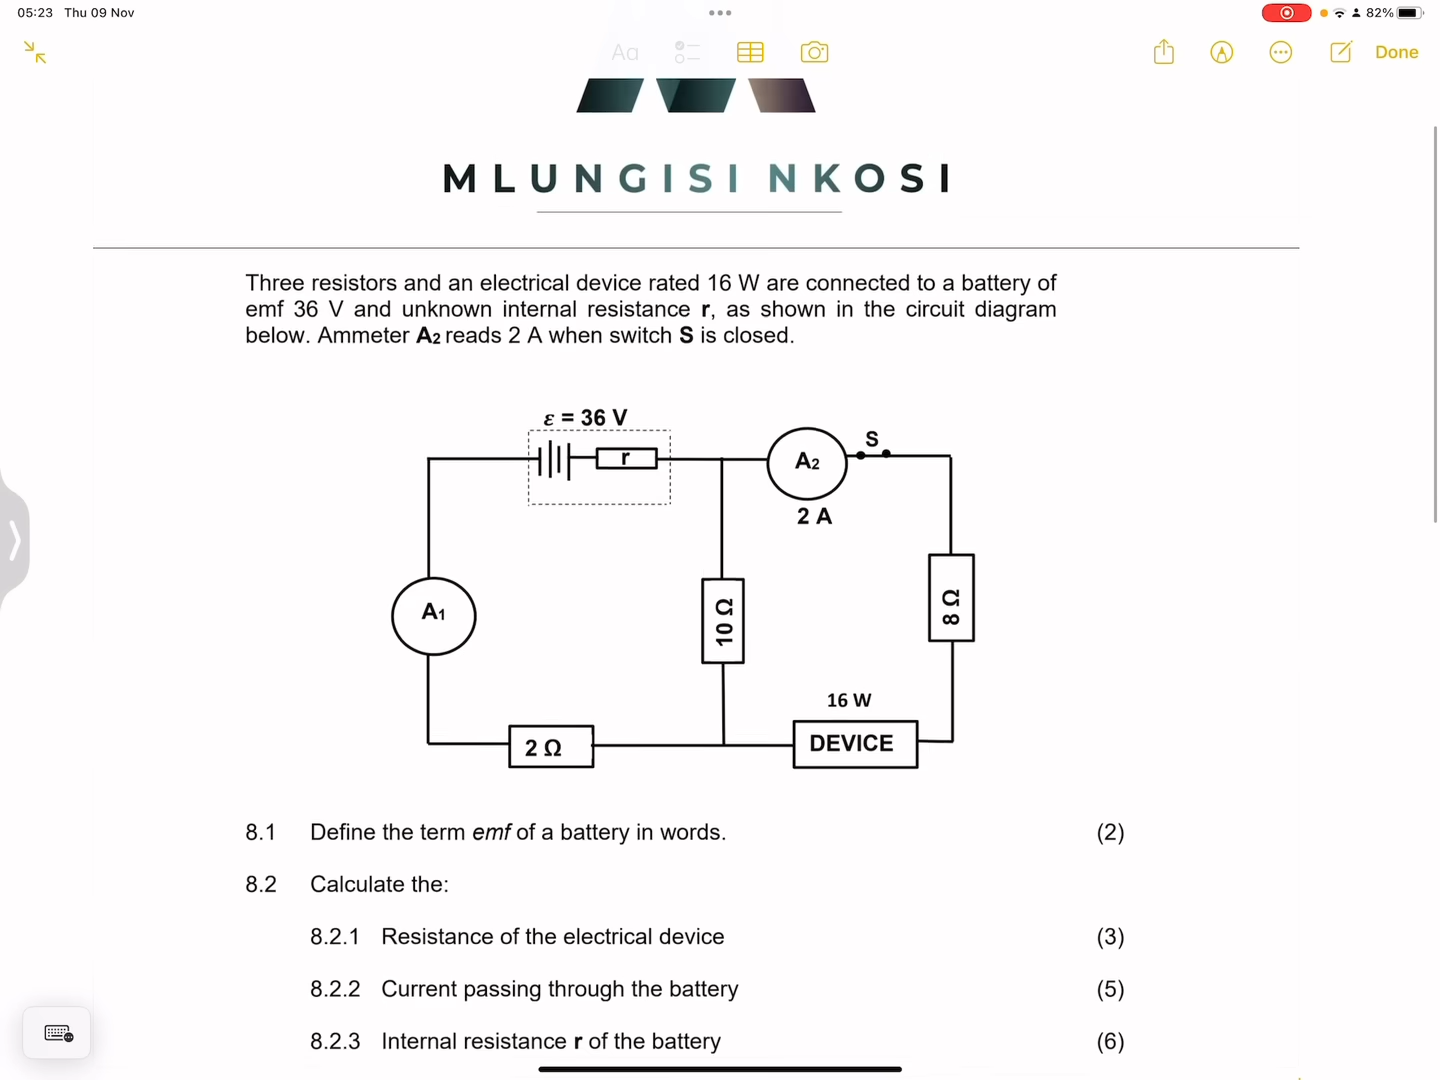 05:23 Thu 09 Nov
82%
Aa
Done
MLUNGISI NKOSI
Three resistors and an electrical device rated 16 W are connected to a battery of
emf 36 V and unknown internal resistance r, as shown in the circuit diagram
below. Ammeter A2 reads 2 A when switch S is closed.
ε = 36 V
r
A2
S
2 A
A1
10 Ω
8 Ω
16 W
2 Ω
DEVICE
8.1 Define the term emf of a battery in words. (2)
8.2 Calculate the:
8.2.1 Resistance of the electrical device (3)
8.2.2 Current passing through the battery (5)
8.2.3 Internal resistance r of the battery (6)